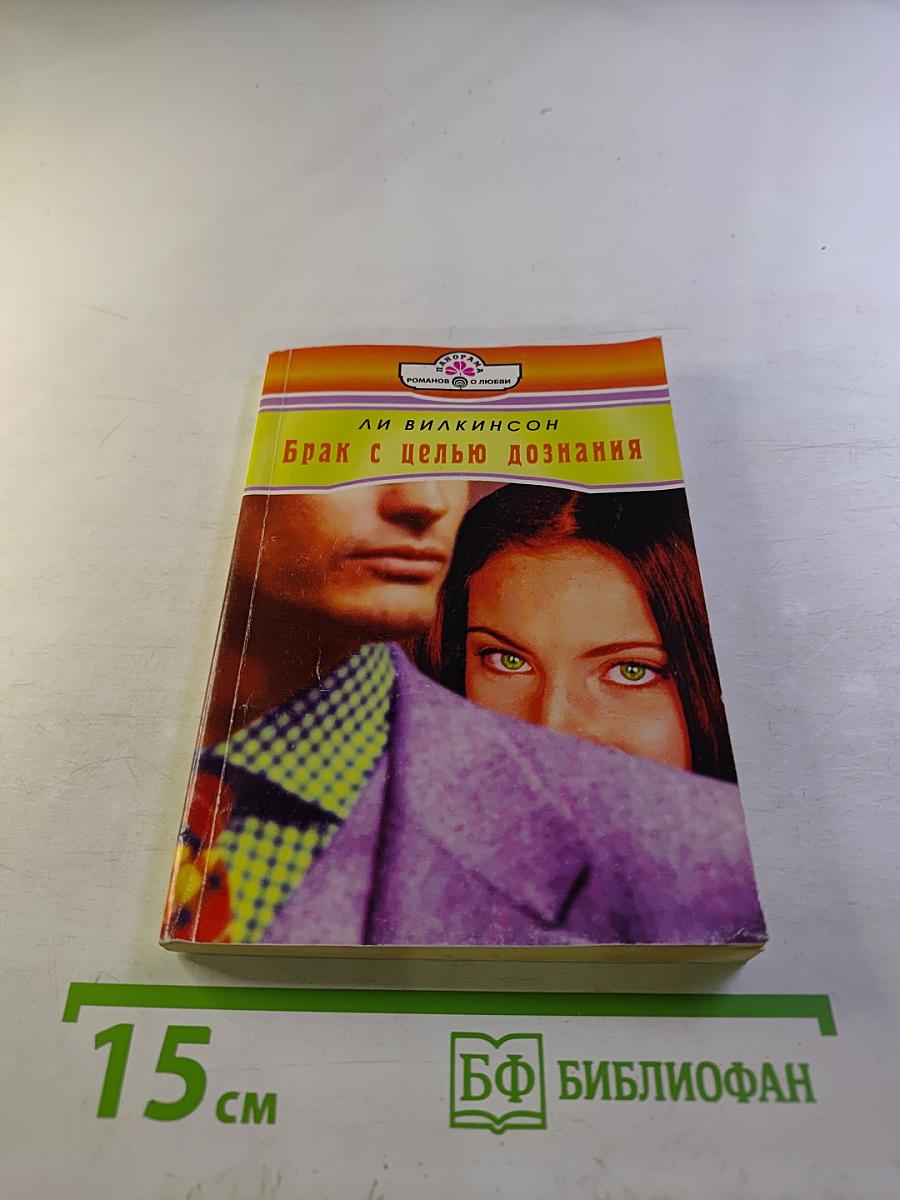 ПАНОРАМА
РОМАНОВ О ЛЮБВИ
ЛИ ВИЛКИНСОН
Брак с целью дознания
15 см
БФ БИБЛИОФАН